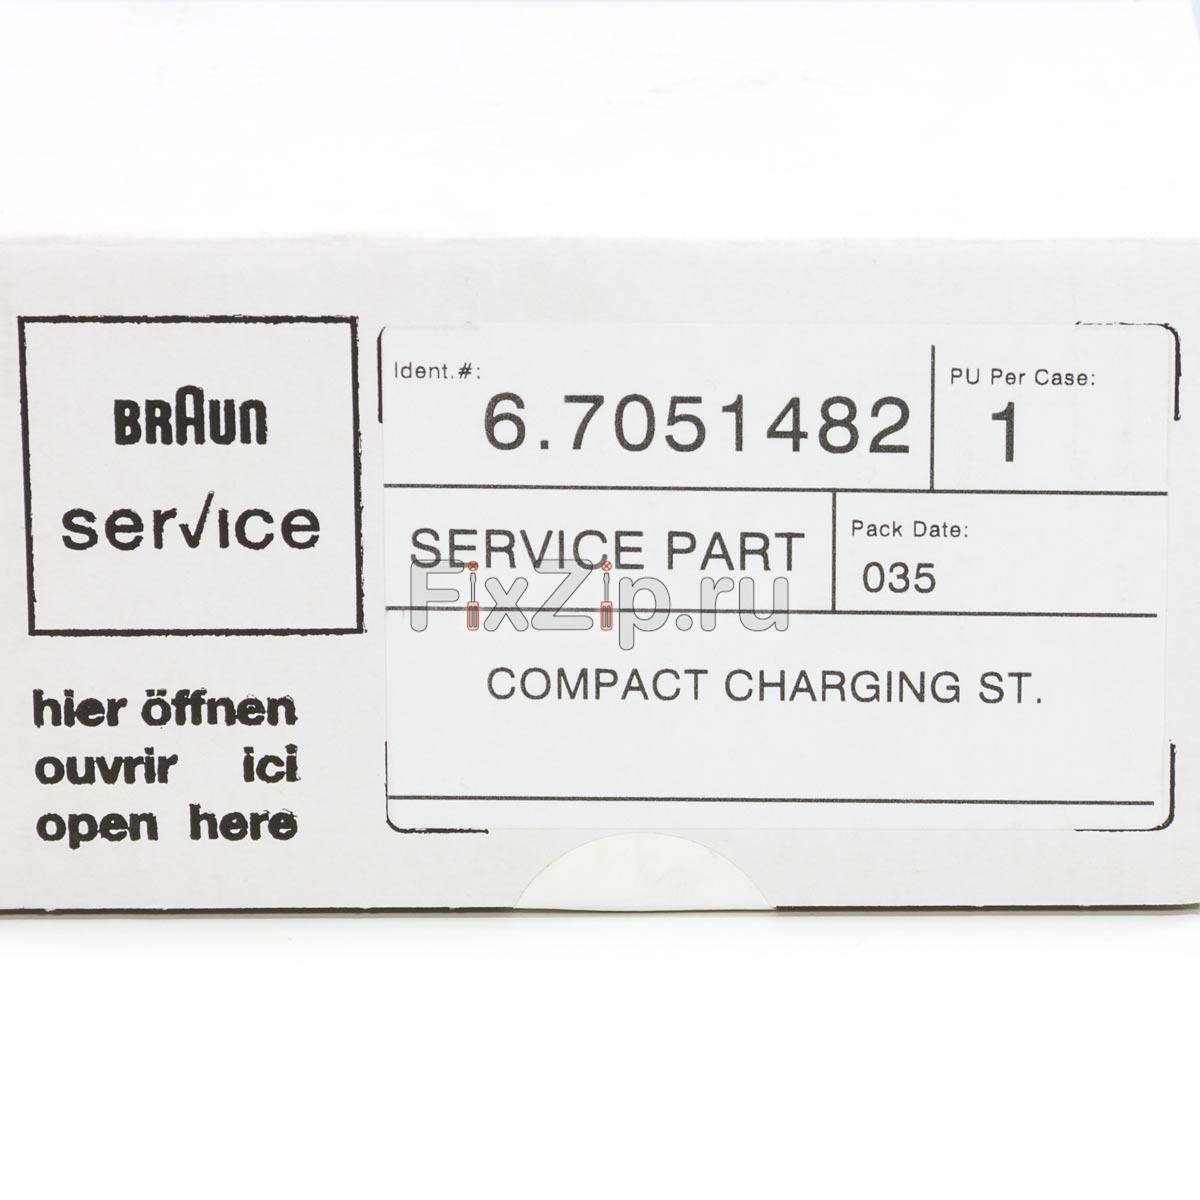 BRAUN
service
hier öffnen
ouvrir ici
open here
Ident.#:
6.7051482
PU Per Case:
1
SERVICE PART
Pack Date:
035
FixZip.ru
COMPACT CHARGING ST.